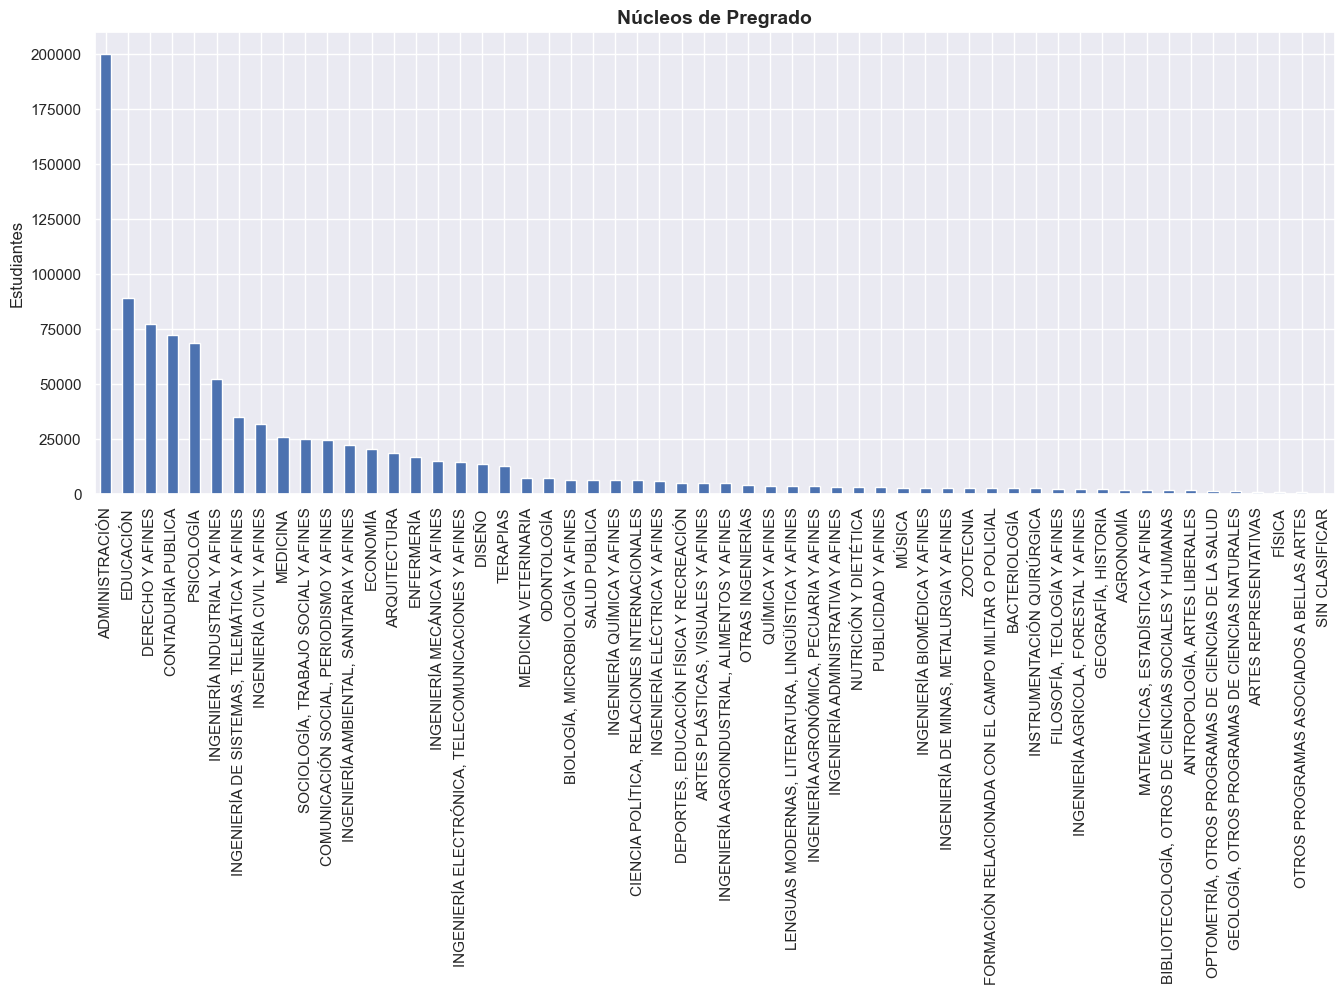 Núcleos de Pregrado
200000
175000
150000
125000
100000
75000
50000
25000
0
Estudiantes
ADMINISTRACIÓN
EDUCACIÓN
DERECHO Y AFINES
CONTADURÍA PUBLICA
PSICOLOGÍA
INGENIERÍA INDUSTRIAL Y AFINES
INGENIERÍA DE SISTEMAS, TELEMÁTICA Y AFINES
INGENIERÍA CIVIL Y AFINES
MEDICINA
SOCIOLOGÍA, TRABAJO SOCIAL Y AFINES
COMUNICACIÓN SOCIAL, PERIODISMO Y AFINES
INGENIERÍA AMBIENTAL, SANITARIA Y AFINES
ECONOMÍA
ARQUITECTURA
ENFERMERÍA
INGENIERÍA MECÁNICA Y AFINES
INGENIERÍA ELECTRÓNICA, TELECOMUNICACIONES Y AFINES
DISEÑO
TERAPIAS
MEDICINA VETERINARIA
ODONTOLOGÍA
BIOLOGÍA, MICROBIOLOGÍA Y AFINES
SALUD PUBLICA
INGENIERÍA QUÍMICA Y AFINES
CIENCIA POLÍTICA, RELACIONES INTERNACIONALES
INGENIERÍA ELÉCTRICA Y AFINES
DEPORTES, EDUCACIÓN FÍSICA Y RECREACIÓN
ARTES PLÁSTICAS, VISUALES Y AFINES
INGENIERÍA AGROINDUSTRIAL, ALIMENTOS Y AFINES
OTRAS INGENIERÍAS
QUÍMICA Y AFINES
LENGUAS MODERNAS, LITERATURA, LINGÜÍSTICA Y AFINES
INGENIERÍA AGRONÓMICA, PECUARIA Y AFINES
INGENIERÍA ADMINISTRATIVA Y AFINES
NUTRICIÓN Y DIETÉTICA
PUBLICIDAD Y AFINES
MÚSICA
INGENIERÍA BIOMÉDICA Y AFINES
INGENIERÍA DE MINAS, METALURGIA Y AFINES
ZOOTECNIA
FORMACIÓN RELACIONADA CON EL CAMPO MILITAR O POLICIAL
BACTERIOLOGÍA
INSTRUMENTACIÓN QUIRÚRGICA
FILOSOFÍA, TEOLOGÍA Y AFINES
INGENIERÍA AGRÍCOLA, FORESTAL Y AFINES
GEOGRAFÍA, HISTORIA
AGRONOMÍA
MATEMÁTICAS, ESTADÍSTICA Y AFINES
BIBLIOTECOLOGÍA, OTROS DE CIENCIAS SOCIALES Y HUMANAS
ANTROPOLOGÍA, ARTES LIBERALES
OPTOMETRÍA, OTROS PROGRAMAS DE CIENCIAS DE LA SALUD
GEOLOGÍA, OTROS PROGRAMAS DE CIENCIAS NATURALES
ARTES REPRESENTATIVAS
FÍSICA
OTROS PROGRAMAS ASOCIADOS A BELLAS ARTES
SIN CLASIFICAR